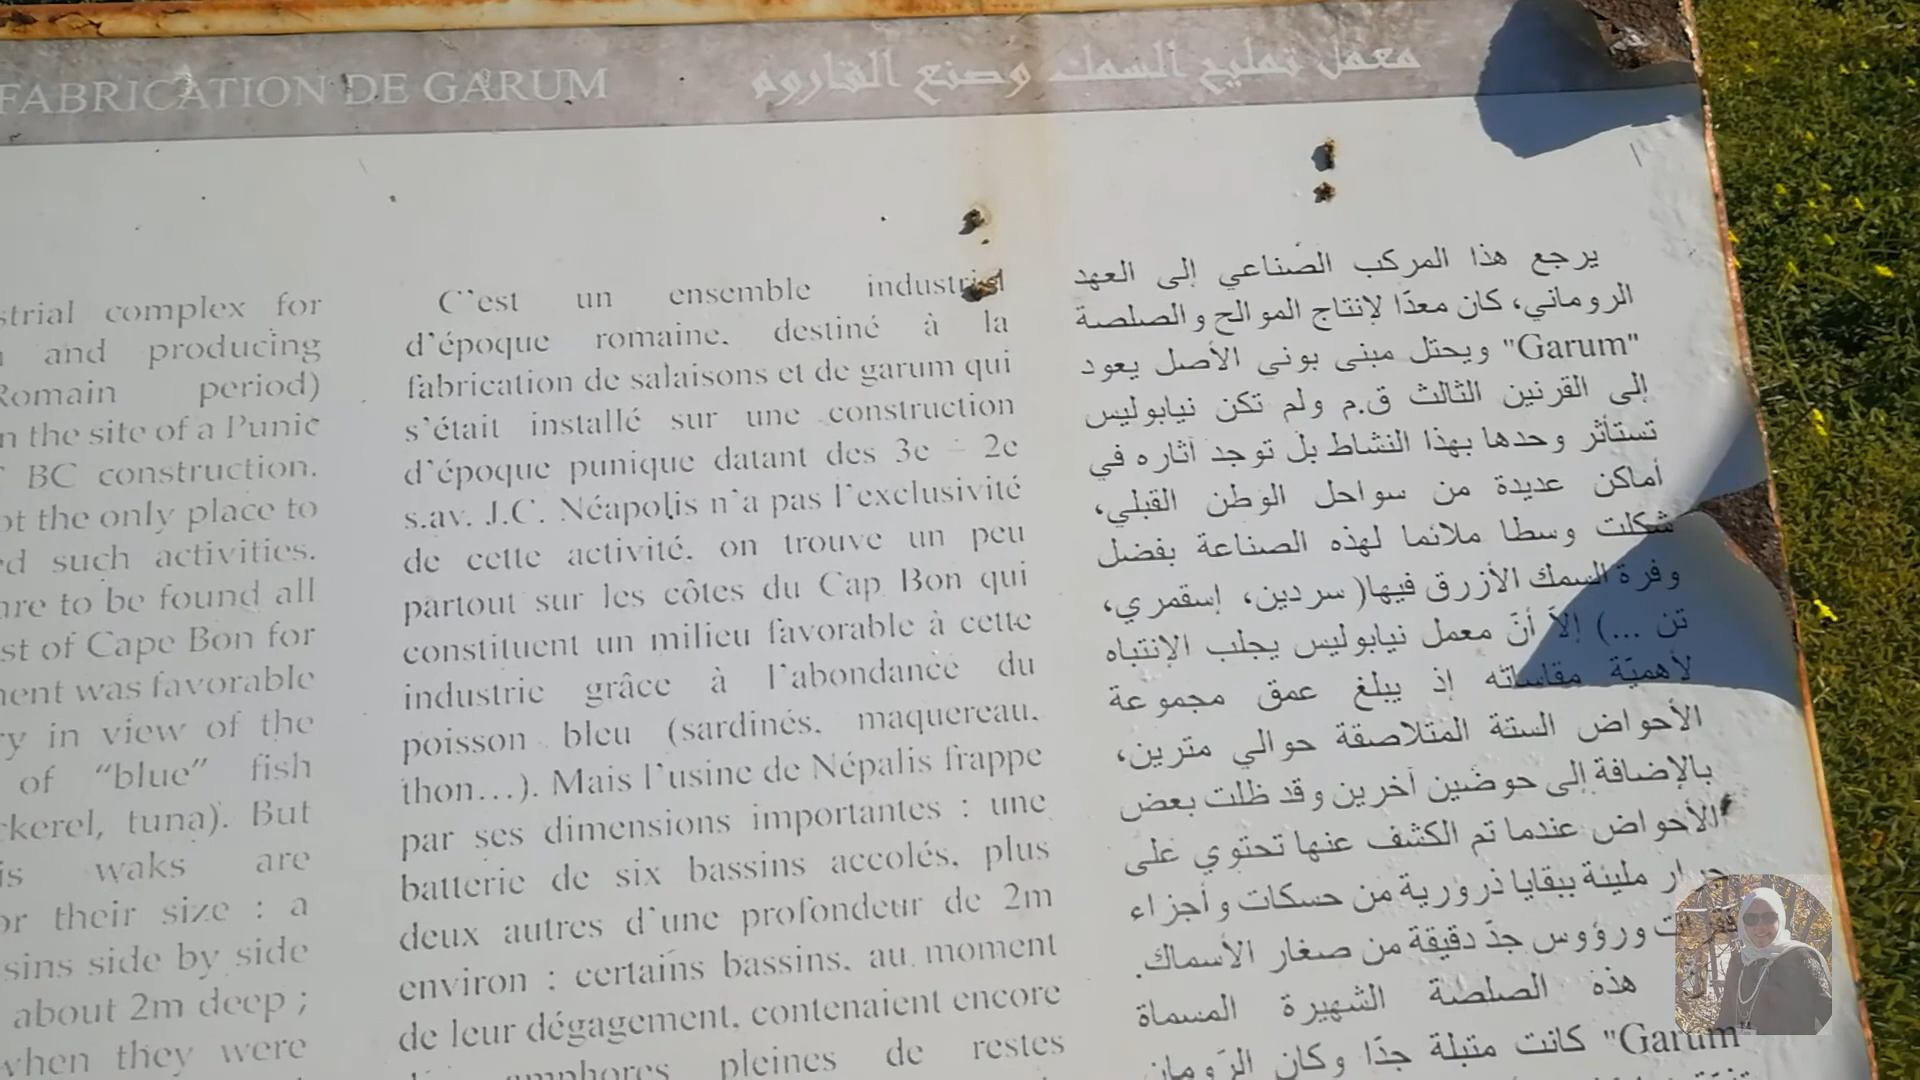 FABRICATION DE GARUM
معمل تمليح السمك وصنع القاروم
strial complex for
and producing
Romain period)
n the site of a Punic
BC construction.
ot the only place to
ed such activities.
are to be found all
st of Cape Bon for
nent was favorable
ry in view of the
of “blue” fish
ckerel, tuna). But
is waks are
or their size : a
sins side by side
about 2m deep ;
when they were
C’est un ensemble industriel
d’époque romaine, destiné à la
fabrication de salaisons et de garum qui
s’était installé sur une construction
d’époque punique datant des 3e – 2e
s.av. J.C. Néapolis n’a pas l’exclusivité
de cette activité, on trouve un peu
partout sur les côtes du Cap Bon qui
constituent un milieu favorable à cette
industrie grâce à l’abondance du
poisson bleu (sardines, maquereau,
thon…). Mais l’usine de Népalis frappe
par ses dimensions importantes : une
batterie de six bassins accolés, plus
deux autres d’une profondeur de 2m
environ : certains bassins, au moment
de leur dégagement, contenaient encore
amphores pleines de restes
يرجع هذا المركب الصناعي إلى العهد
الروماني، كان معدّا لإنتاج الموالح والصلصة
"Garum" ويحتل مبنى بوني الأصل يعود
إلى القرنين الثالث ق.م ولم تكن نيابوليس
تستأثر وحدها بهذا النشاط بل توجد آثاره في
أماكن عديدة من سواحل الوطن القبلي،
شكلت وسطا ملائما لهذه الصناعة بفضل
وفرة السمك الأزرق فيها( سردين، إسقمري،
تن ...) إلاّ أنّ معمل نيابوليس يجلب الإنتباه
لأهميّة مقاساته إذ يبلغ عمق مجموعة
الأحواض الستة المتلاصقة حوالي مترين،
بالإضافة إلى حوضين آخرين وقد ظلت بعض
الأحواض عندما تم الكشف عنها تحتوي على
جرار مليئة ببقايا ذرورية من حسكات وأجزاء
فقرات ورؤوس جدّ دقيقة من صغار الأسماك.
هذه الصلصة الشهيرة المسماة
"Garum" كانت متبلة جدّا وكان الرّومان